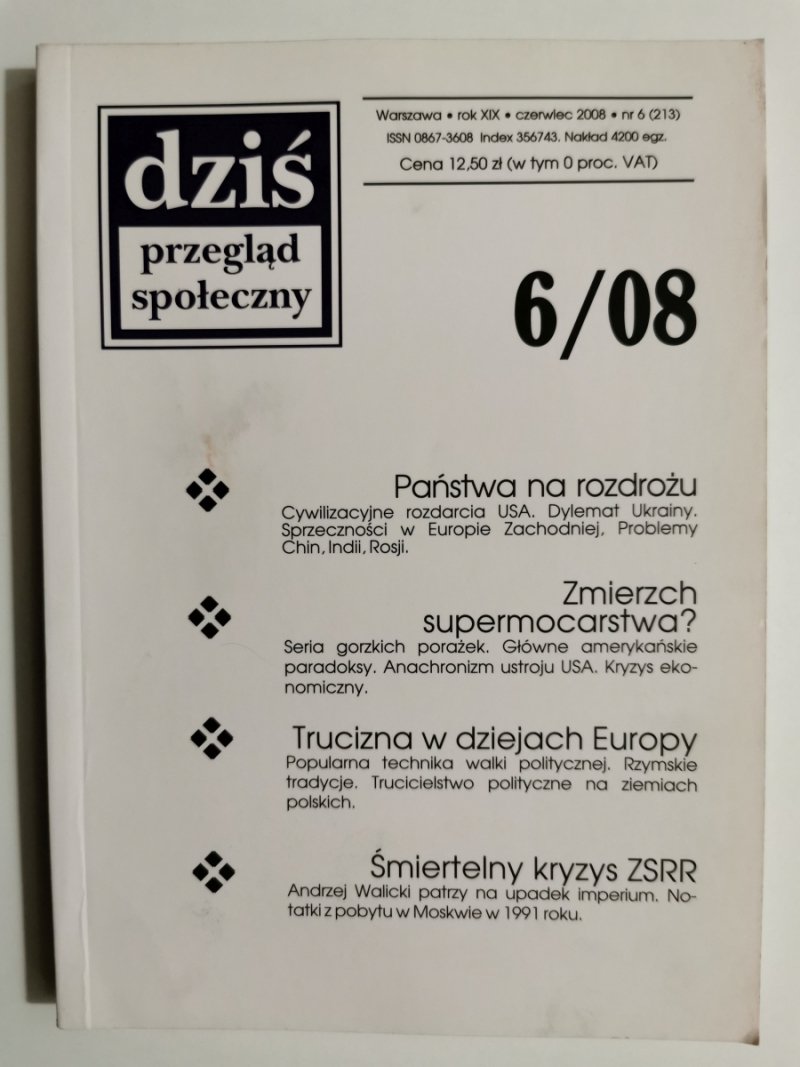 dziś
przegląd
społeczny
Warszawa • rok XIX • czerwiec 2008 • nr 6 (213)
ISSN 0867-3608 Index 356743. Nakład 4200 egz.
Cena 12,50 zł (w tym 0 proc. VAT)
6/08
Państwa na rozdrożu
Cywilizacyjne rozdarcia USA. Dylemat Ukrainy.
Sprzeczności w Europie Zachodniej, Problemy
Chin, Indii, Rosji.
Zmierzch
supermocarstwa?
Seria gorzkich porażek. Główne amerykańskie
paradoksy. Anachronizm ustroju USA. Kryzys eko-
nomiczny.
Trucizna w dziejach Europy
Popularna technika walki politycznej. Rzymskie
tradycje. Trucicielstwo polityczne na ziemiach
polskich.
Śmiertelny kryzys ZSRR
Andrzej Walicki patrzy na upadek imperium. No-
tatki z pobytu w Moskwie w 1991 roku.